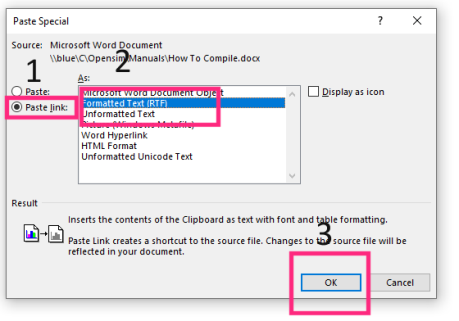 Paste Special
? ×
Source: Microsoft Word Document
\\blue\C\Opensim\Manuals\How To Compile.docx
1
2
As:
Paste:
Paste link:
Microsoft Word Document Object
Formatted Text (RTF)
Unformatted Text
Picture (Windows Metafile)
Word Hyperlink
HTML Format
Unformatted Unicode Text
Display as icon
Result
Inserts the contents of the Clipboard as text with font and table formatting.
Paste Link creates a shortcut to the source file. Changes to the source file will be
reflected in your document.
3
OK
Cancel